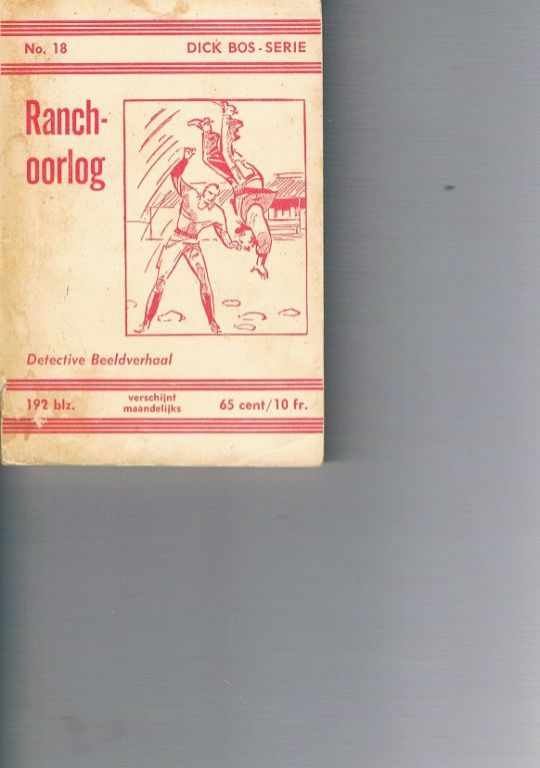 No. 18 DICK BOS - SERIE
Ranch-
oorlog
Detective Beeldverhaal
192 blz. verschijnt maandelijks 65 cent/10 fr.